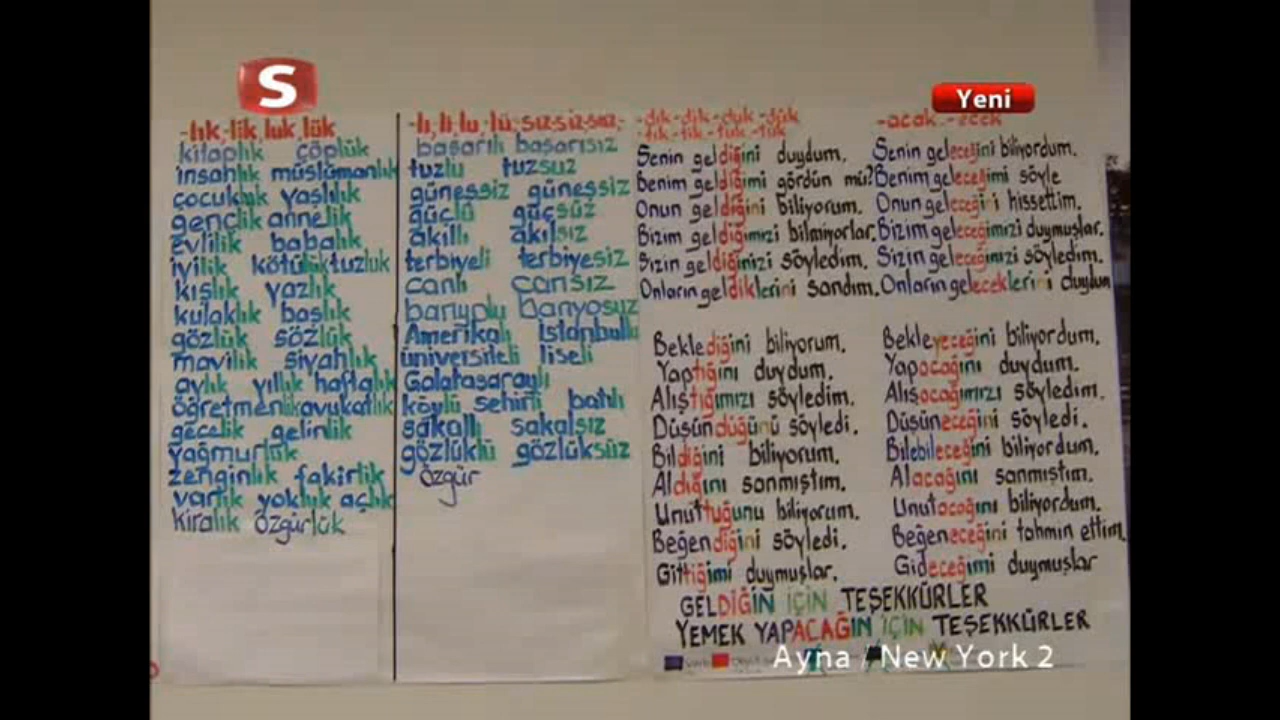 S
Yeni
-lık,-lik,luk,lük
kitaplık çöplük
insanlık müslümanlık
çocukluk yaşlılık
gençlik annelik
evlilik babalık
iyilik kötülük tuzluk
kışlık yazlık
kulaklık başlık
gözlük sözlük
mavilik siyahlık
aylık yıllık haftalık
öğretmenlik avukatlık
gecelik gelinlik
yağmurluk
zenginlik fakirlik
varlık yokluk açlık
kiralık özgürlük
-lı,li,lu,-lü,-sız-siz-suz,-
başarılı başarısız
tuzlu tuzsuz
güneşsiz güneşsiz
güçlü güçsüz
akıllı akılsız
terbiyeli terbiyesiz
canlı cansız
banyolu banyosuz
Amerikalı İstanbullu
üniversiteli liseli
Galatasaraylı
köylü şehirli batılı
sakallı sakalsız
gözlüklü gözlüksüz
özgür
-dık-dik-duk-dük
-tık-tik-tuk-tük
Senin geldiğini duydum.
Benim geldiğimi gördün mü?
Onun geldiğini biliyorum.
Bizim geldiğimizi bilmiyorlar.
Sizin geldiğinizi söyledim.
Onların geldiklerini sandım.
Beklediğini biliyorum.
Yaptığını duydum.
Alıştığımızı söyledim.
Düşündüğünü söyledi.
Bildiğini biliyorum.
Aldığını sanmıştım.
Unuttuğunu biliyorum.
Beğendiğini söyledi.
Gittiğimi duymuşlar.
-acak -ecek
Senin geleceğini biliyordum.
Benim geleceğimi söyle
Onun geleceğini hissettim.
Bizim geleceğimizi duymuşlar.
Sizin geleceğinizi söyledim.
Onların geleceklerini duydum
Bekleyeceğini biliyordum.
Yapacağını duydum.
Alışacağımızı söyledim.
Düşüneceğini söyledi.
Bilebileceğini biliyordum.
Alacağını sanmıştım.
Unutacağını biliyordum.
Beğeneceğini tahmin ettim.
Gideceğimi duymuşlar
GELDİĞİN İÇİN TEŞEKKÜRLER
YEMEK YAPACAĞIN İÇİN TEŞEKKÜRLER
Ayna / New York 2